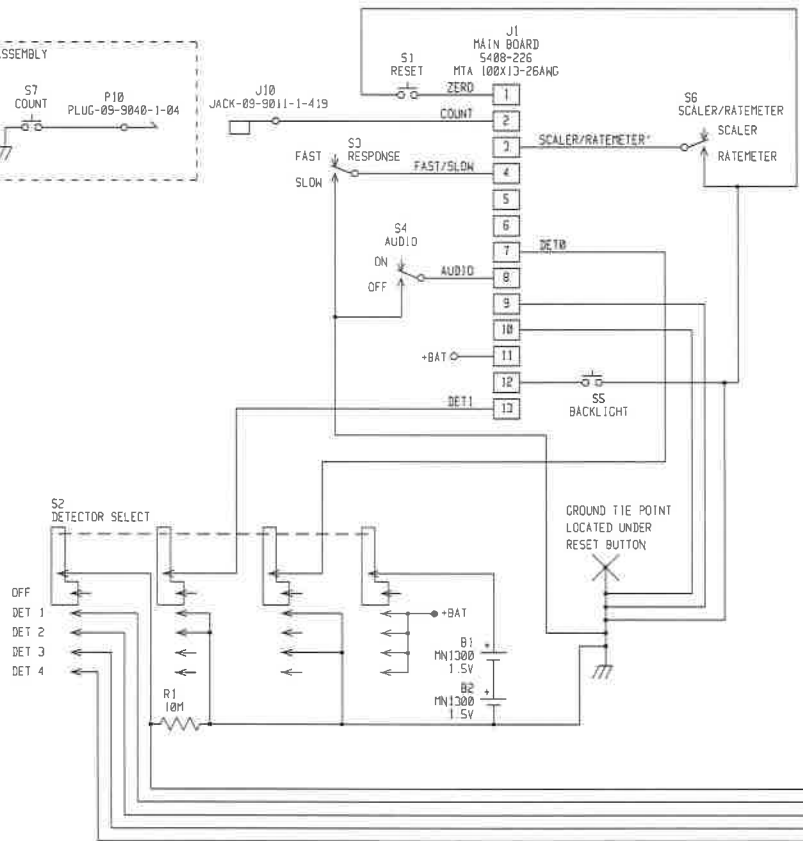 ASSEMBLY
S7
COUNT
P10
PLUG-09-9040-1-04
J10
JACK-09-9011-1-419
S1
RESET
J1
MAIN BOARD
5408-226
MTA 100X13-26AWG
ZERO
1
COUNT
2
3
SCALER/RATEMETER*
S6
SCALER/RATEMETER
SCALER
RATEMETER
S3
RESPONSE
FAST
SLOW
FAST/SLOW
4
5
6
7
DET0
S4
AUDIO
ON
OFF
AUDIO
8
9
10
+BAT
11
12
S5
BACKLIGHT
DET1
13
S2
DETECTOR SELECT
GROUND TIE POINT
LOCATED UNDER
RESET BUTTON
OFF
DET 1
DET 2
DET 3
DET 4
+BAT
B1
MN1300
1.5V
+
B2
MN1300
1.5V
+
R1
10M